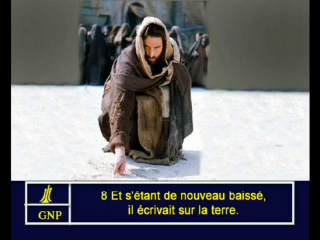 8 Et s'étant de nouveau baissé,
il écrivait sur la terre.
GNP